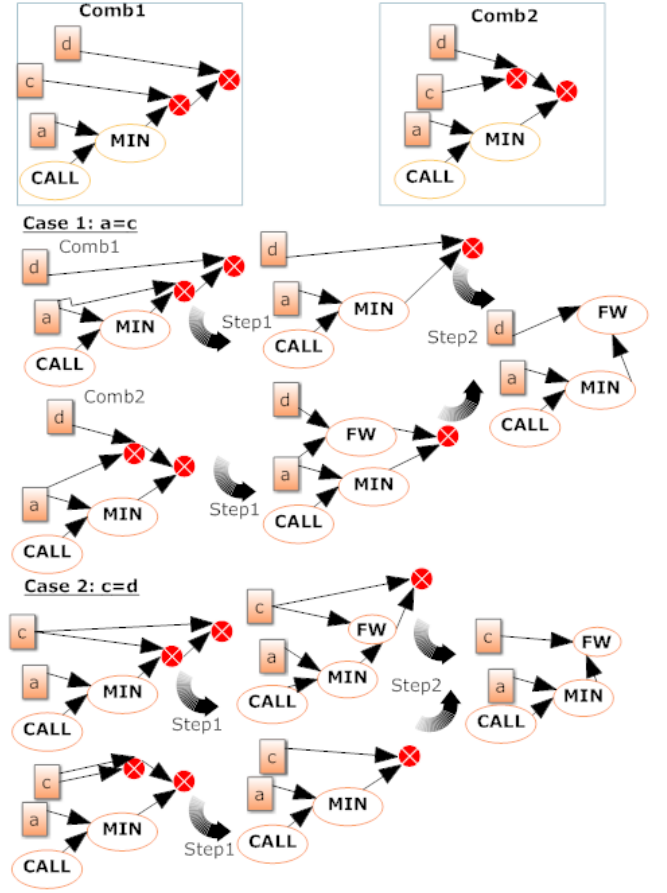 Comb1
d
c
a
MIN
CALL
Comb2
d
c
a
MIN
CALL
Case 1: a=c
Comb1
d
a
MIN
CALL
Step1
d
a
MIN
CALL
Step2
d
FW
a
MIN
CALL
Comb2
d
a
MIN
CALL
Step1
d
FW
a
MIN
CALL
Case 2: c=d
c
a
MIN
CALL
Step1
c
FW
a
MIN
CALL
Step2
c
FW
a
MIN
CALL
c
a
MIN
CALL
Step1
c
a
MIN
CALL